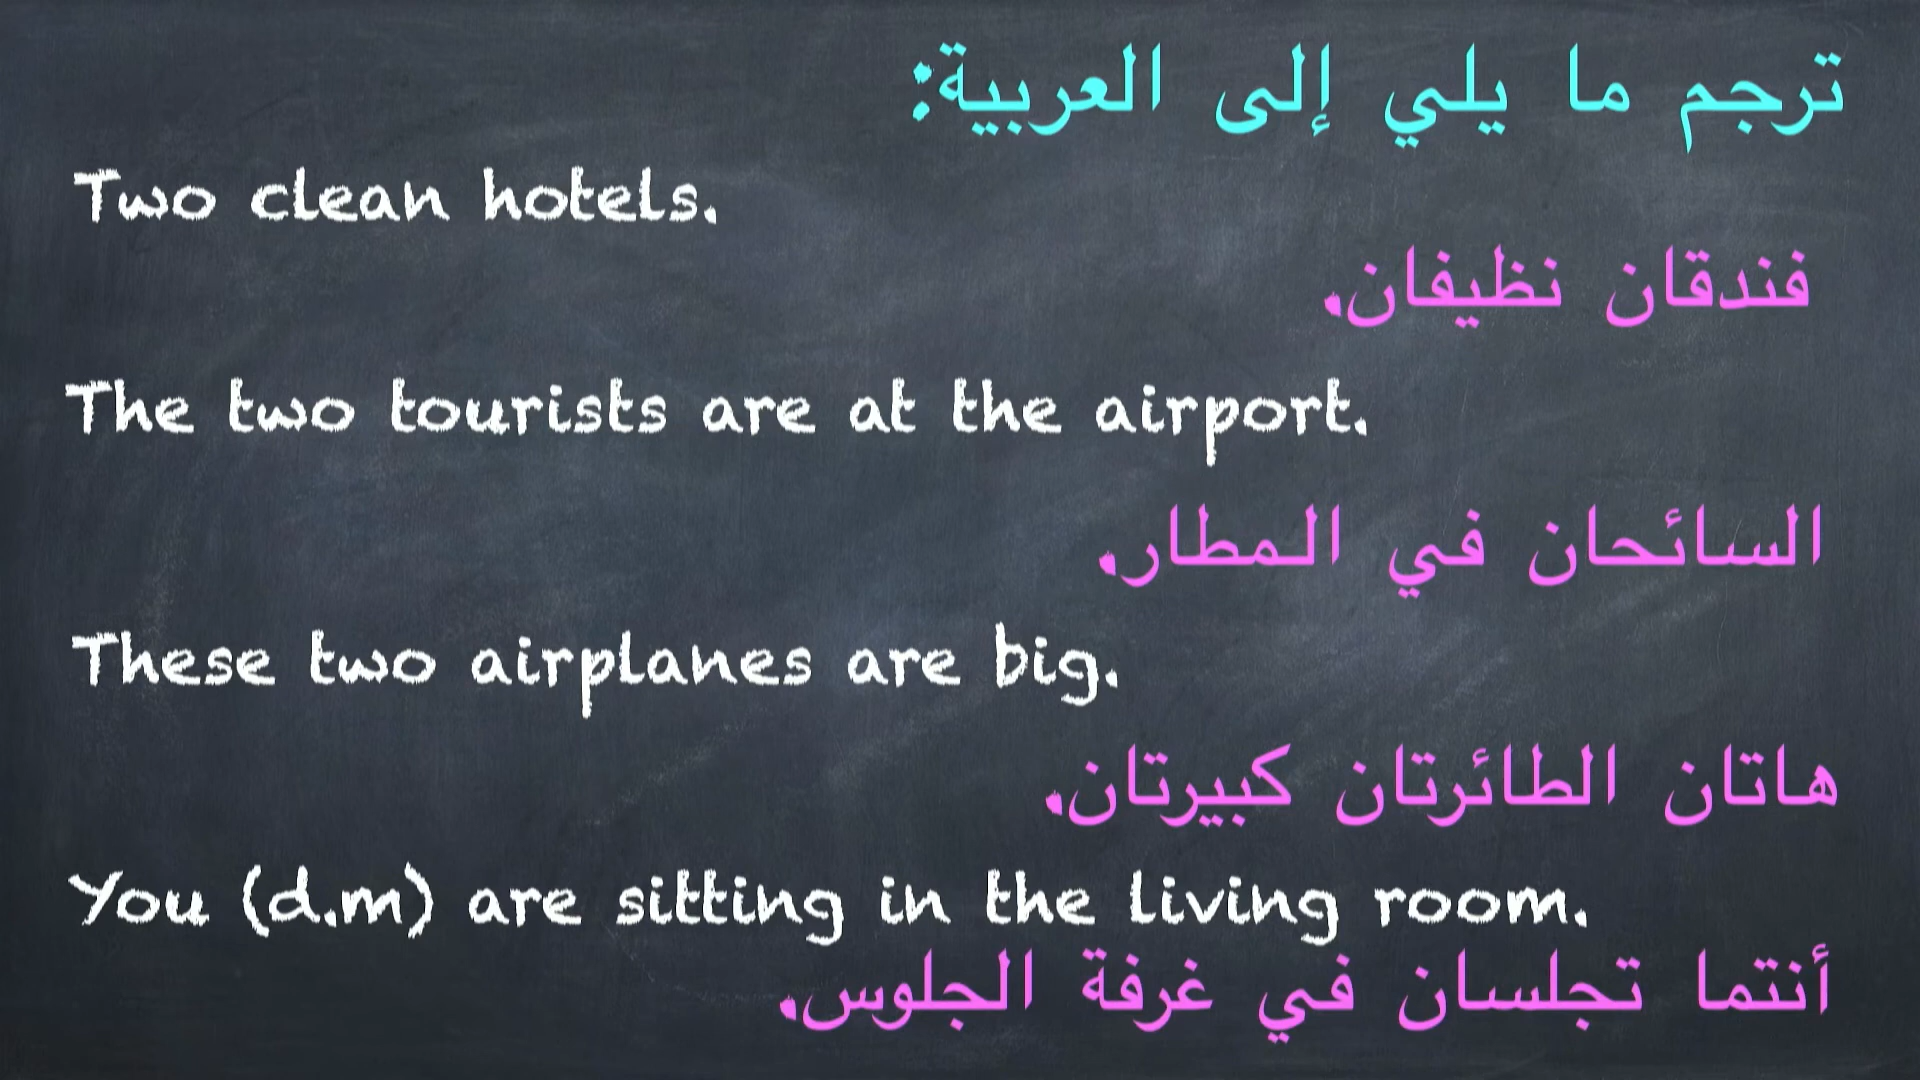 ترجم ما يلي إلى العربية:
Two clean hotels.
فندقان نظيفان.
The two tourists are at the airport.
السائحان في المطار.
These two airplanes are big.
هاتان الطائرتان كبيرتان.
You (d.m) are sitting in the living room.
أنتما تجلسان في غرفة الجلوس.